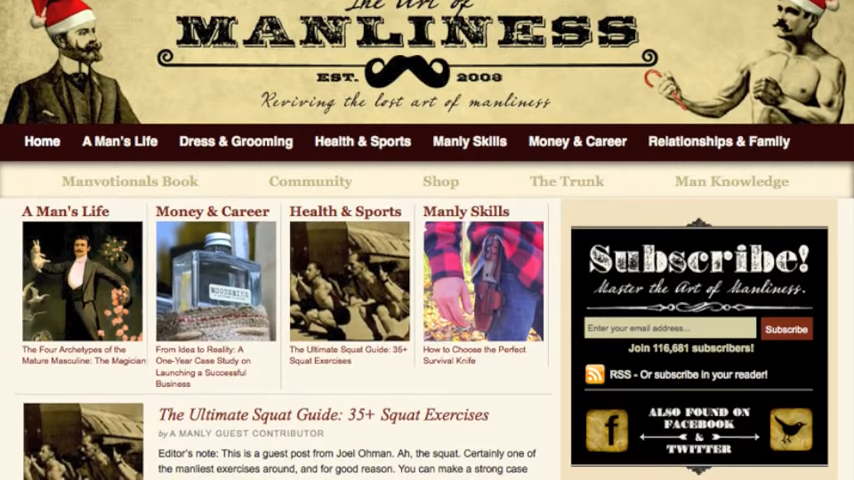 The Art of
MANLINESS
EST. 2008
Reviving the lost art of manliness
Home A Man's Life Dress & Grooming Health & Sports Manly Skills Money & Career Relationships & Family
Manvotionals Book Community Shop The Trunk Man Knowledge
A Man's Life
The Four Archetypes of the
Mature Masculine: The Magician
Money & Career
WOODSMIKE
From Idea to Reality: A
One-Year Case Study on
Launching a Successful
Business
Health & Sports
The Ultimate Squat Guide: 35+
Squat Exercises
Manly Skills
How to Choose the Perfect
Survival Knife
The Ultimate Squat Guide: 35+ Squat Exercises
by A MANLY GUEST CONTRIBUTOR
Editor's note: This is a guest post from Joel Ohman. Ah, the squat. Certainly one of
the manliest exercises around, and for good reason. You can make a strong case
Subscribe!
Master the Art of Manliness.
Enter your email address... Subscribe
Join 116,681 subscribers!
RSS - Or subscribe in your reader!
f
ALSO FOUND ON
FACEBOOK
&
TWITTER